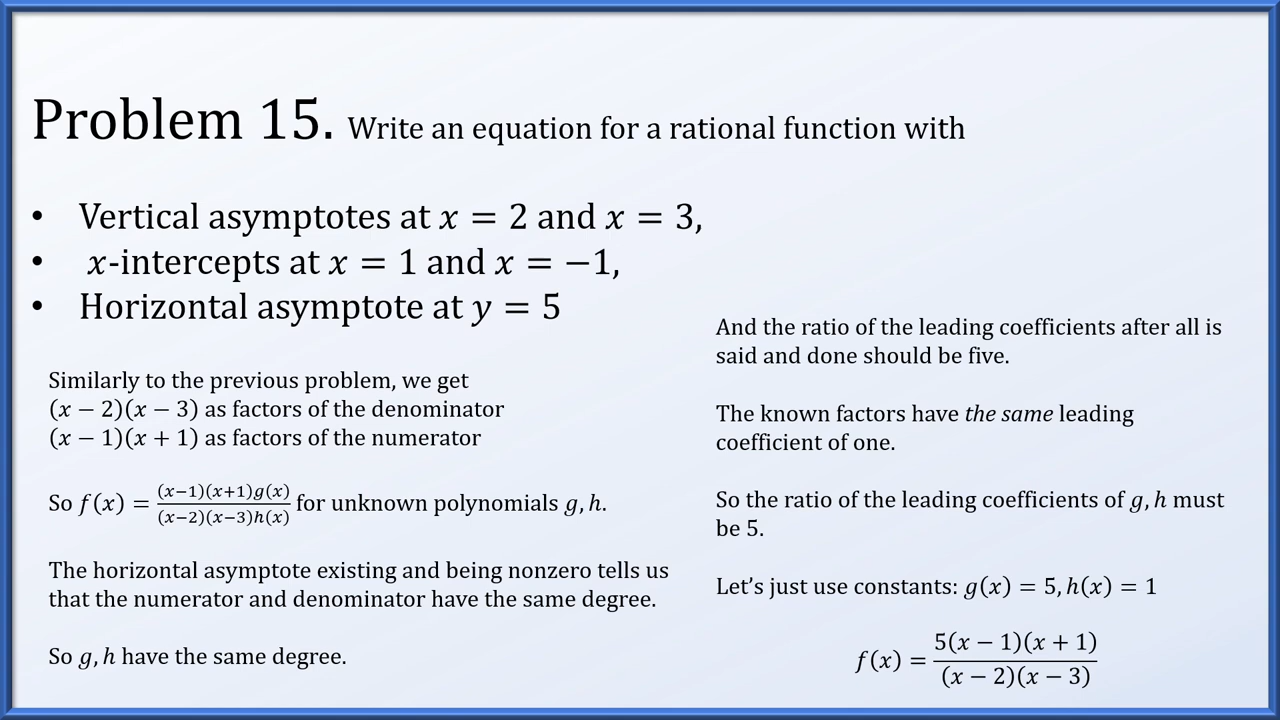 Problem 15. Write an equation for a rational function with
• Vertical asymptotes at x = 2 and x = 3,
• x-intercepts at x = 1 and x = −1,
• Horizontal asymptote at y = 5
Similarly to the previous problem, we get
(x − 2)(x − 3) as factors of the denominator
(x − 1)(x + 1) as factors of the numerator
So f(x) = (x−1)(x+1)g(x)/(x−2)(x−3)h(x) for unknown polynomials g, h.
The horizontal asymptote existing and being nonzero tells us
that the numerator and denominator have the same degree.
So g, h have the same degree.
And the ratio of the leading coefficients after all is
said and done should be five.
The known factors have the same leading
coefficient of one.
So the ratio of the leading coefficients of g, h must
be 5.
Let’s just use constants: g(x) = 5, h(x) = 1
f(x) = 5(x − 1)(x + 1)/(x − 2)(x − 3)